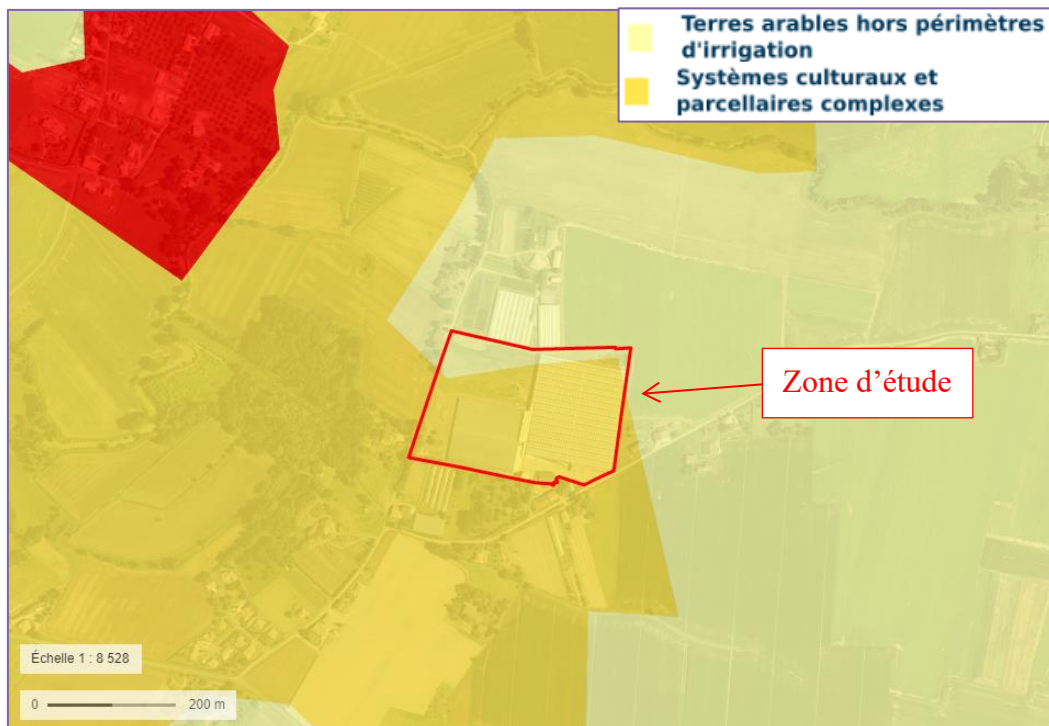 Terres arables hors périmètres
d'irrigation
Systèmes culturaux et
parcellaires complexes
Zone d'étude
Échelle 1 : 8 528
0 200 m